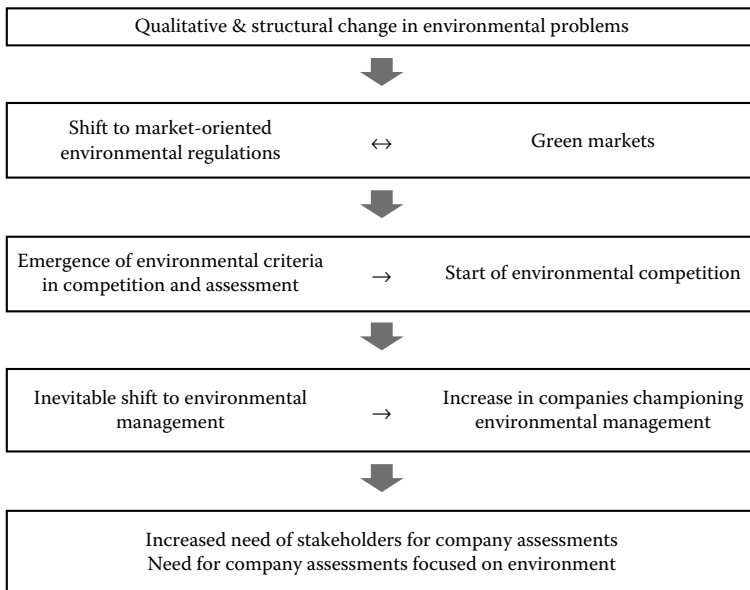 Qualitative & structural change in environmental problems
Shift to market-oriented
environmental regulations
↔
Green markets
Emergence of environmental criteria
in competition and assessment
→
Start of environmental competition
Inevitable shift to environmental
management
→
Increase in companies championing
environmental management
Increased need of stakeholders for company assessments
Need for company assessments focused on environment